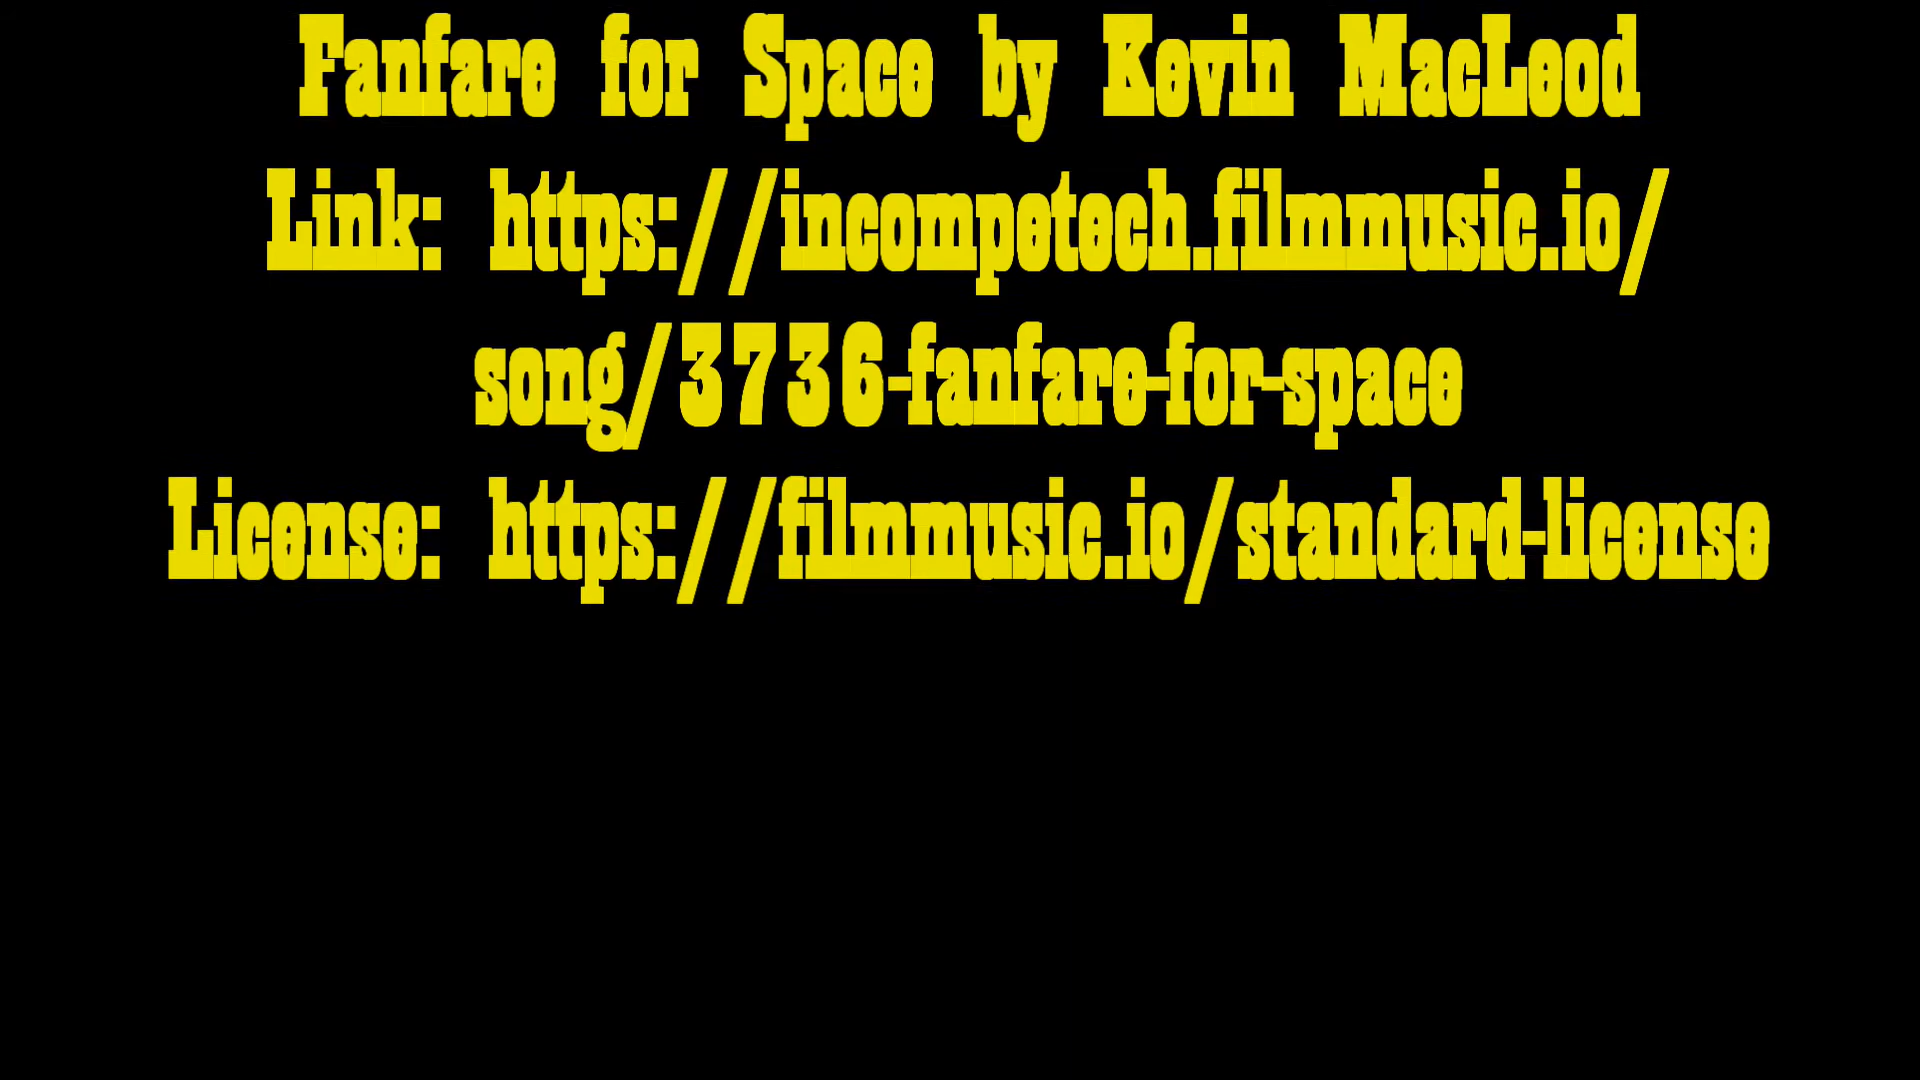 Fanfare for Space by Kevin MacLeod
Link: https://incompetech.filmmusic.io/
song/3736-fanfare-for-space
License: https://filmmusic.io/standard-license